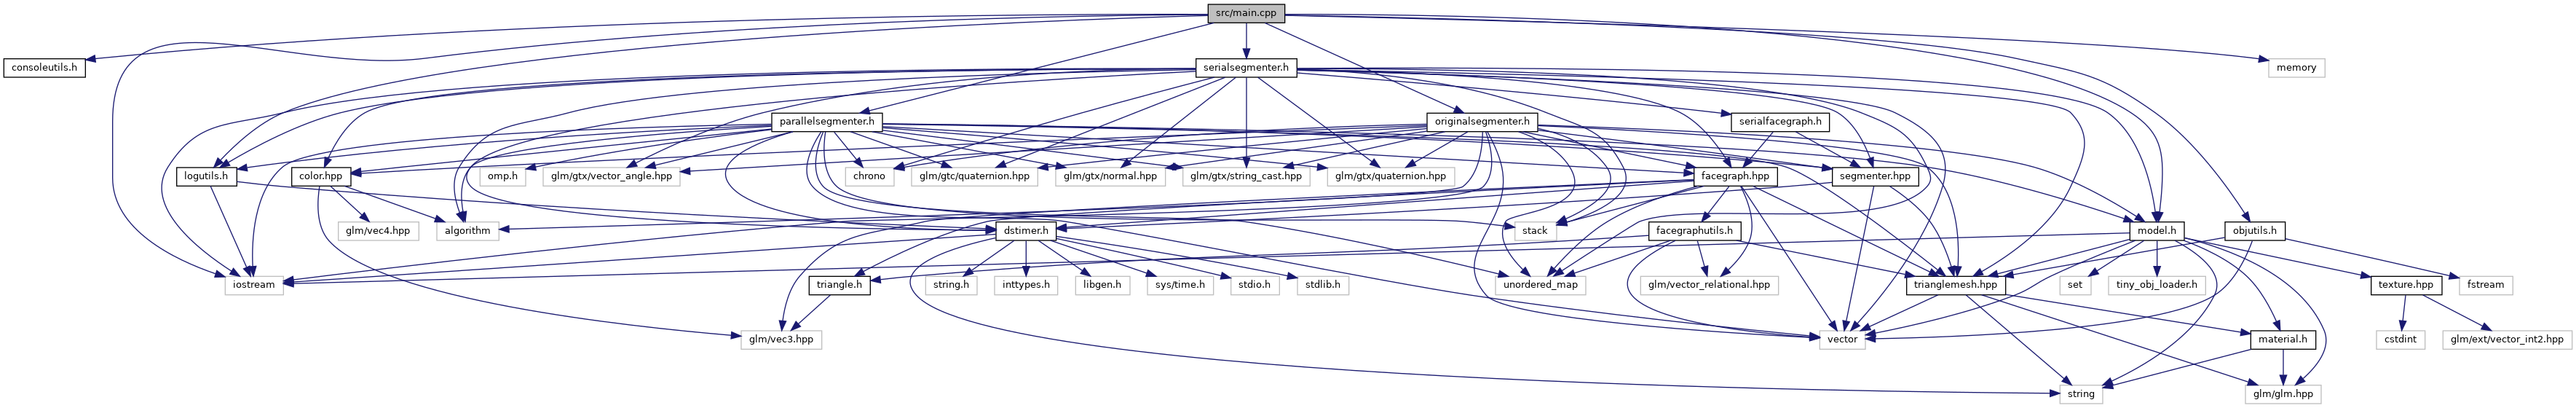 src/main.cpp
consoleutils.h
serialsegmenter.h
memory
parallelsegmenter.h
originalsegmenter.h
serialfacegraph.h
logutils.h
color.hpp
omp.h
glm/gtx/vector_angle.hpp
chrono
glm/gtc/quaternion.hpp
glm/gtx/normal.hpp
glm/gtx/string_cast.hpp
glm/gtx/quaternion.hpp
facegraph.hpp
segmenter.hpp
glm/vec4.hpp
algorithm
dstimer.h
stack
facegraphutils.h
model.h
objutils.h
iostream
triangle.h
string.h
inttypes.h
libgen.h
sys/time.h
stdio.h
stdlib.h
unordered_map
glm/vector_relational.hpp
trianglemesh.hpp
set
tiny_obj_loader.h
texture.hpp
fstream
glm/vec3.hpp
vector
material.h
cstdint
glm/ext/vector_int2.hpp
string
glm/glm.hpp